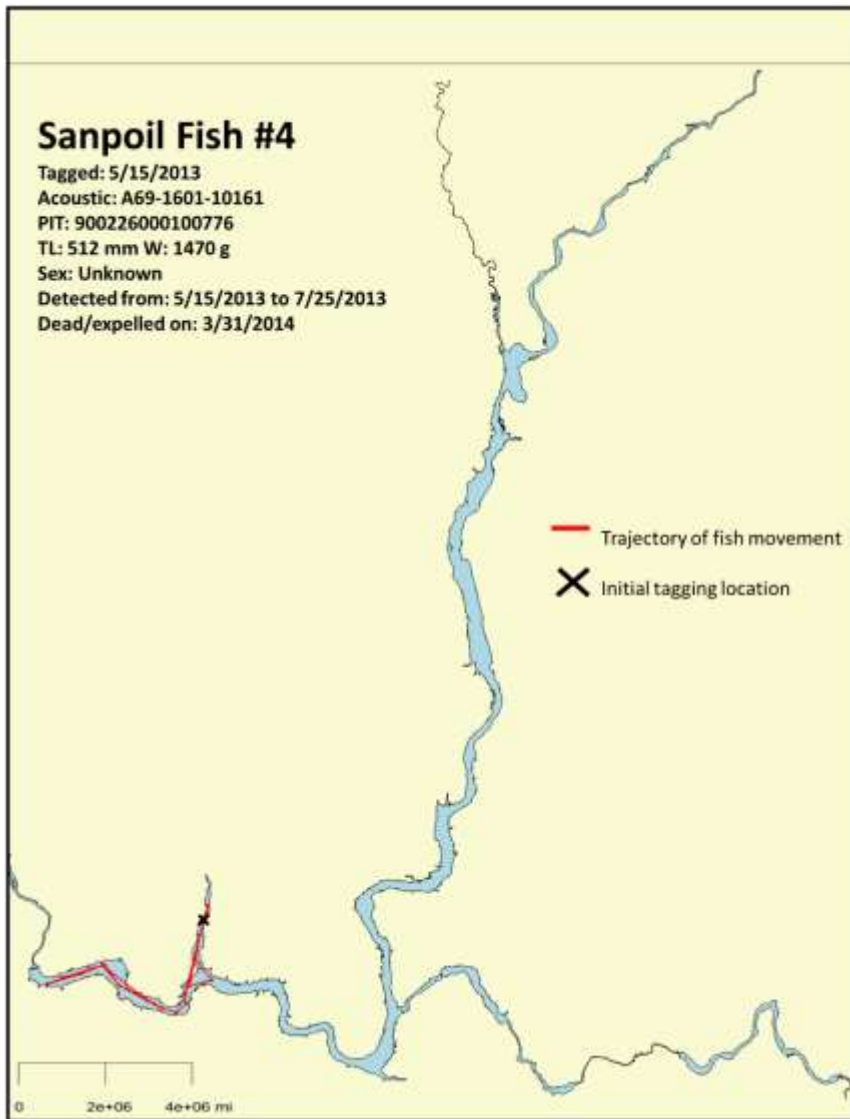 Sanpoil Fish #4
Tagged: 5/15/2013
Acoustic: A69-1601-10161
PIT: 900226000100776
TL: 512 mm W: 1470 g
Sex: Unknown
Detected from: 5/15/2013 to 7/25/2013
Dead/expelled on: 3/31/2014
Trajectory of fish movement
Initial tagging location
0 2e+06 4e+06 mi